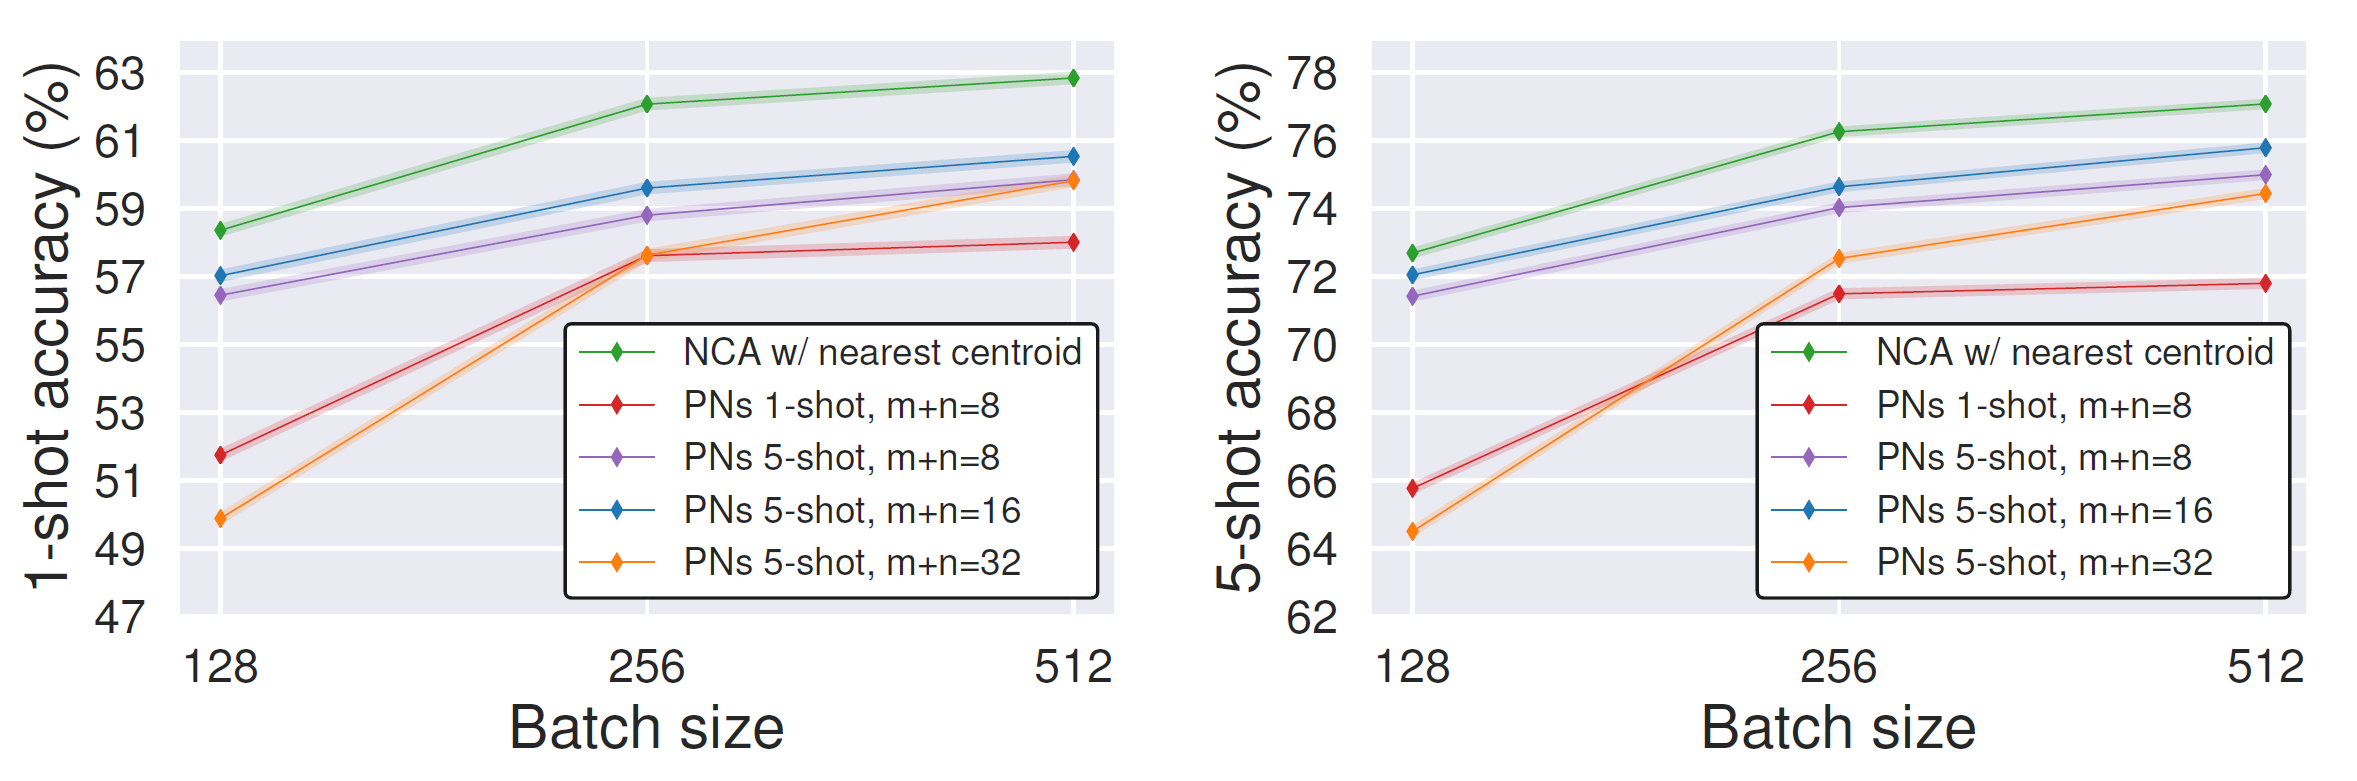 1-shot accuracy (%)
63
61
59
57
55
53
51
49
47
128
256
512
Batch size
NCA w/ nearest centroid
PNs 1-shot, m+n=8
PNs 5-shot, m+n=8
PNs 5-shot, m+n=16
PNs 5-shot, m+n=32
5-shot accuracy (%)
78
76
74
72
70
68
66
64
62
128
256
512
Batch size
NCA w/ nearest centroid
PNs 1-shot, m+n=8
PNs 5-shot, m+n=8
PNs 5-shot, m+n=16
PNs 5-shot, m+n=32